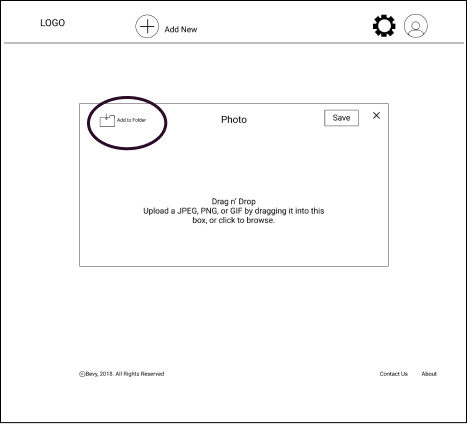 LOGO
Add New
Add to Folder
Photo
Save
Drag n' Drop
Upload a JPEG, PNG, or GIF by dragging it into this
box, or click to browse.
©Bevy, 2018. All Rights Reserved
Contact Us
About